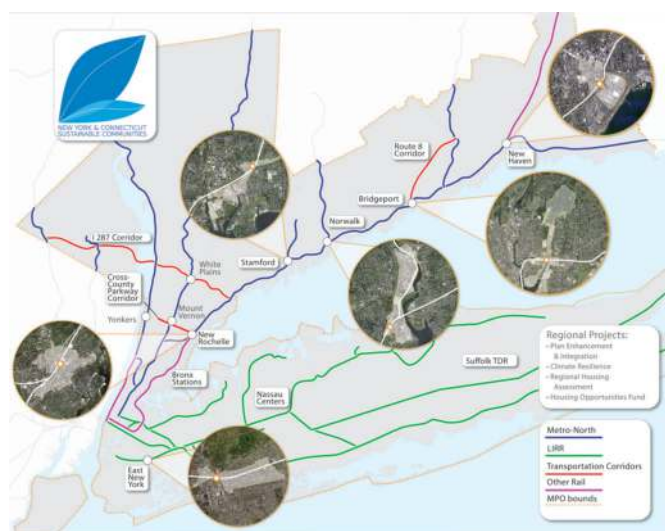 NEW YORK & CONNECTICUT
SUSTAINABLE COMMUNITIES
Route 8
Corridor
New
Haven
Bridgeport
Norwalk
I 287 Corridor
Stamford
White
Plains
Cross-
County
Parkway
Corridor
Mount
Vernon
Yonkers
New
Rochelle
Bronx
Stations
Nassau
Centers
Suffolk TDR
East
New
York
Regional Projects:
- Plan Enhancement
& Integration
- Climate Resilience
- Regional Housing
Assessment
- Housing Opportunities Fund
Metro-North
LIRR
Transportation Corridors
Other Rail
MPO bounds